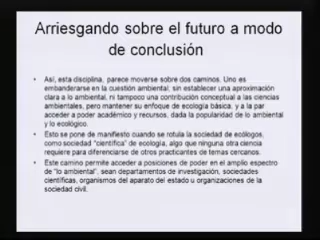 Arriesgando sobre el futuro a modo
de conclusión
• Así, esta disciplina, parece moverse sobre dos caminos. Uno es
embanderarse en la cuestión ambiental, sin establecer una aproximación
clara a lo ambiental, ni tampoco una contribución conceptual a las ciencias
ambientales, pero mantener su enfoque de ecología básica, y a la par
acceder a poder académico y recursos, dada la popularidad de lo ambiental
y lo ecológico.
• Esto se pone de manifiesto cuando se rotula la sociedad de ecólogos,
como sociedad "científica" de ecología, algo que ninguna otra ciencia
requiere para diferenciarse de otros practicantes de temas cercanos.
• Este camino permite acceder a posiciones de poder en el amplio espectro
de "lo ambiental", sean departamentos de investigación, sociedades
científicas, organismos del aparato del estado u organizaciones de la
sociedad civil.